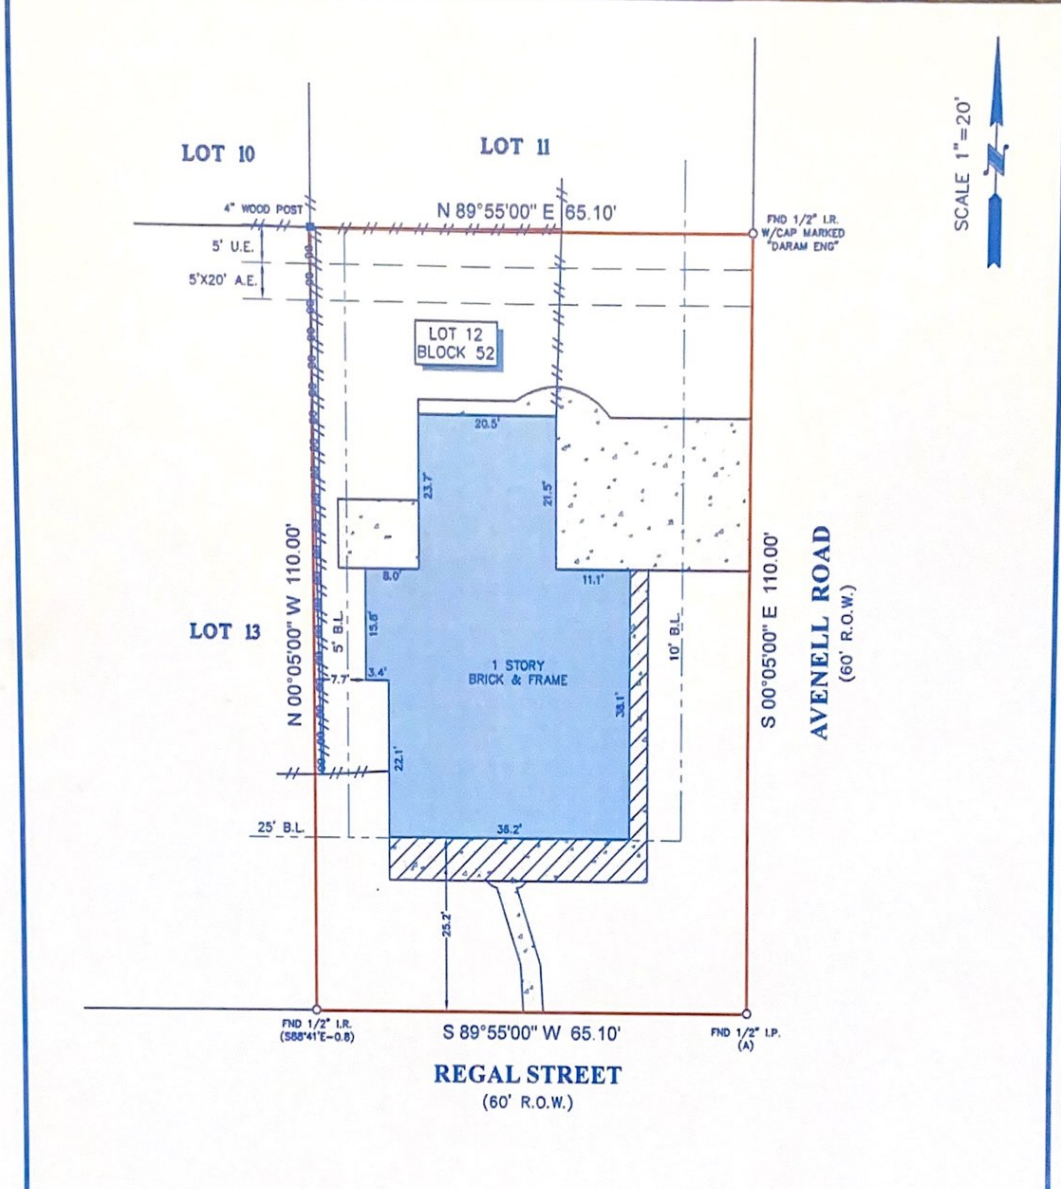 LOT 10
LOT 11
SCALE 1"=20'
N
4" WOOD POST
N 89°55'00" E 65.10'
FND 1/2" I.R.
W/CAP MARKED
"DARAM ENG"
5' U.E.
5'X20' A.E.
LOT 12
BLOCK 52
20.5'
23.7'
21.5'
8.0'
11.1'
N 00°05'00" W 110.00'
S 00°05'00" E 110.00'
AVENELL ROAD
(60' R.O.W.)
LOT 13
5' B.L.
15.8'
10' B.L.
3.4'
7.7'
1 STORY
BRICK & FRAME
38.1'
22.1'
25' B.L.
36.2'
25.2'
FND 1/2" I.R.
(S88°41'E-0.8)
S 89°55'00" W 65.10'
FND 1/2" I.P.
(A)
REGAL STREET
(60' R.O.W.)